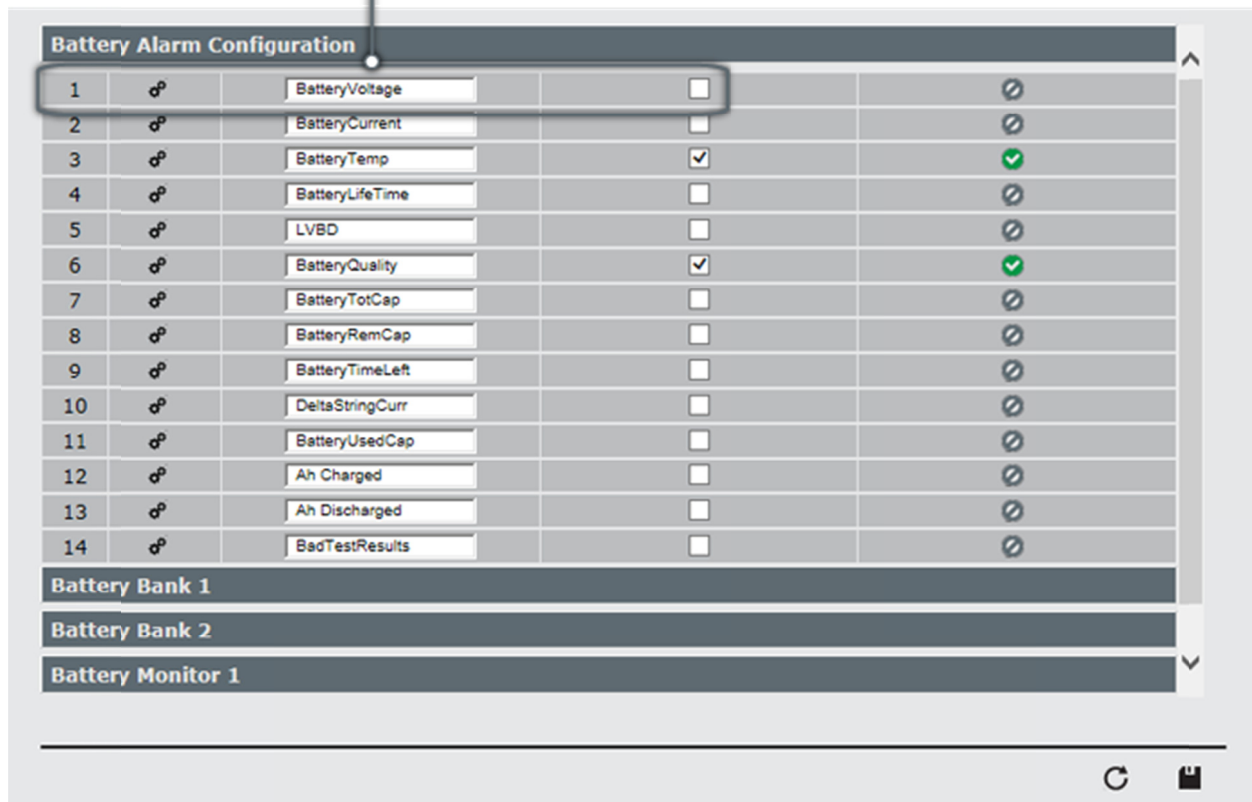 Battery Alarm Configuration
1 BatteryVoltage
2 BatteryCurrent
3 BatteryTemp
4 BatteryLifeTime
5 LVBD
6 BatteryQuality
7 BatteryTotCap
8 BatteryRemCap
9 BatteryTimeLeft
10 DeltaStringCurr
11 BatteryUsedCap
12 Ah Charged
13 Ah Discharged
14 BadTestResults
Battery Bank 1
Battery Bank 2
Battery Monitor 1